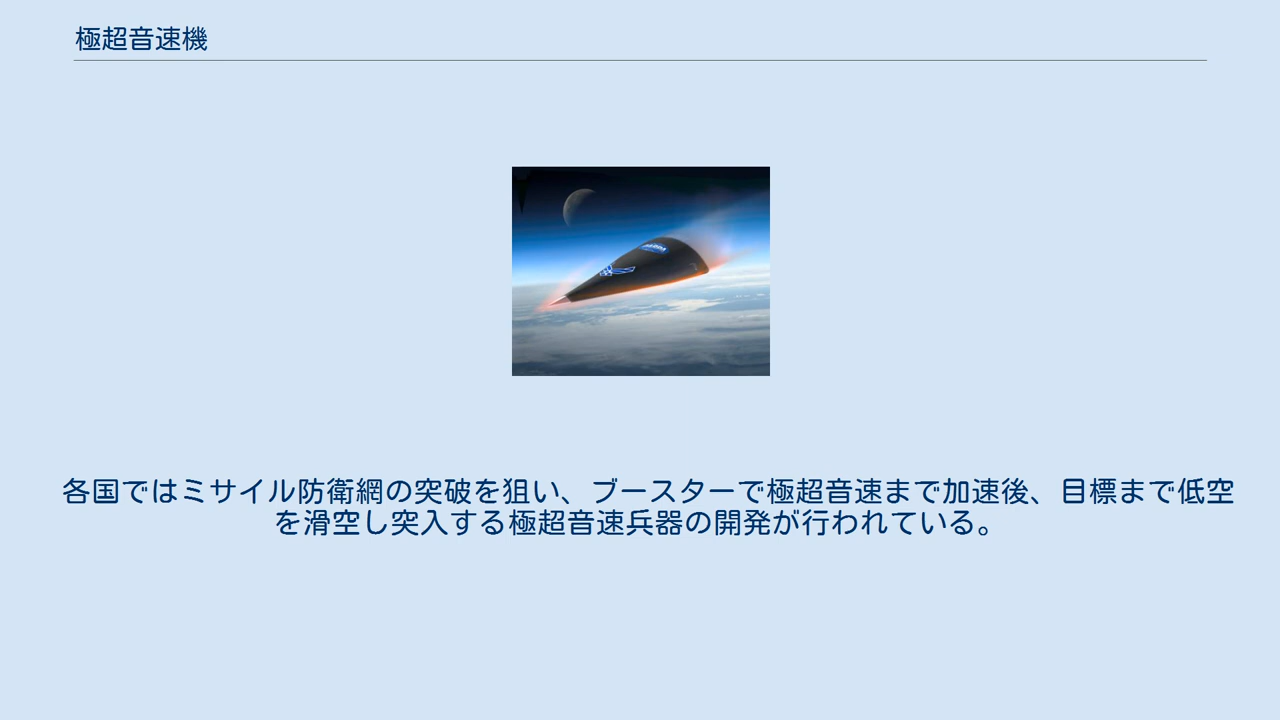 極超音速機
DARPA
各国ではミサイル防衛網の突破を狙い、ブースターで極超音速まで加速後、目標まで低空
を滑空し突入する極超音速兵器の開発が行われている。